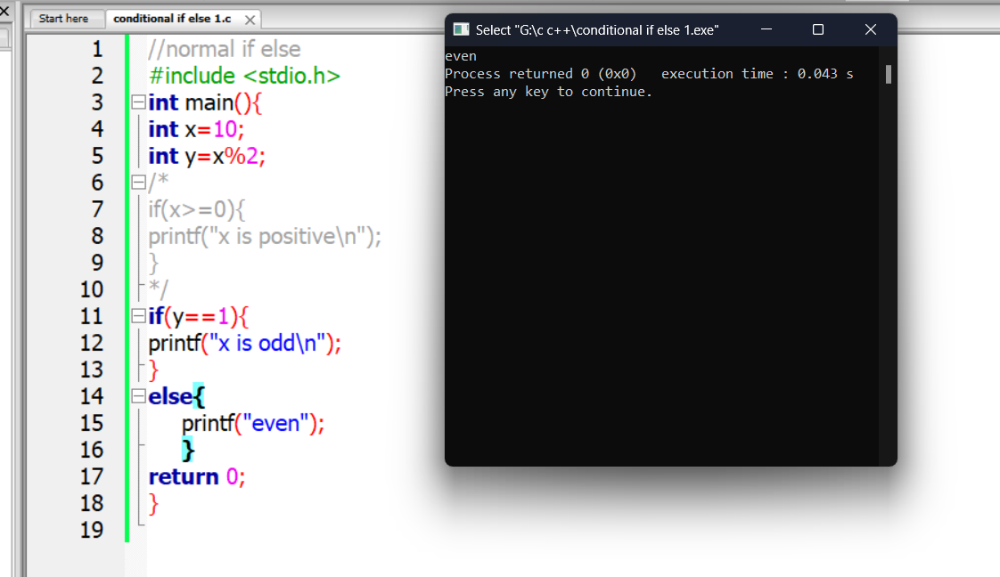 Start here
conditional if else 1.c
1 //normal if else
2 #include <stdio.h>
3 int main(){
4 int x=10;
5 int y=x%2;
6 /*
7 if(x>=0){
8 printf("x is positive\n");
9 }
10 */
11 if(y==1){
12 printf("x is odd\n");
13 }
14 else{
15 printf("even");
16 }
17 return 0;
18 }
19
Select "G:\c c++\conditional if else 1.exe"
even
Process returned 0 (0x0)   execution time : 0.043 s
Press any key to continue.